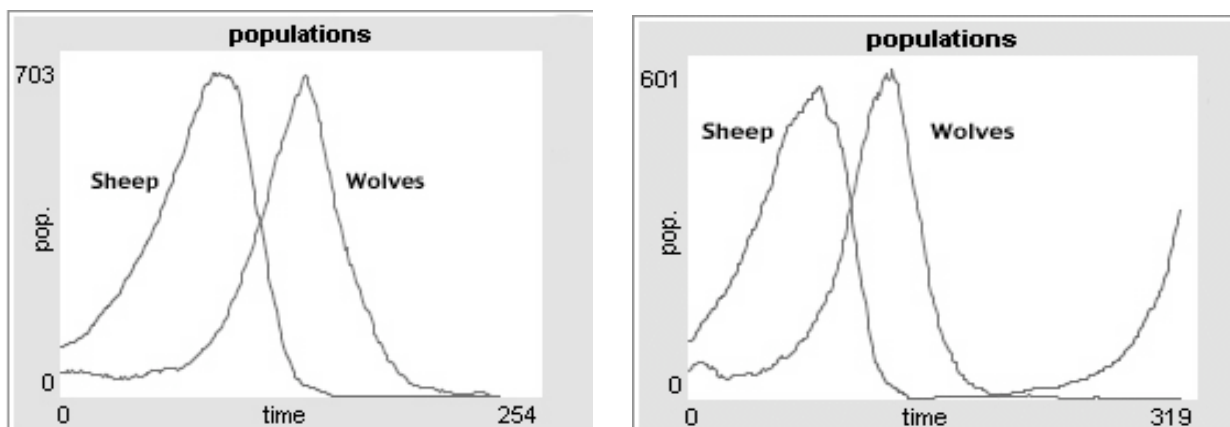 populations
703
Sheep
Wolves
pop.
0
0
time
254
populations
601
Sheep
Wolves
pop.
0
0
time
319